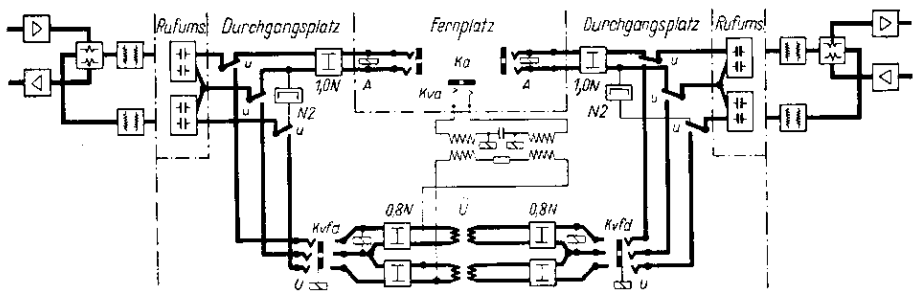 Rufums. Durchgangsplatz Fernplatz Durchgangsplatz Rufums.
u Ka u
1,0N A Kva A 1,0N
u N2 N2 u
u u
0,8N Ü 0,8N
Kvfd Kvfd
U U